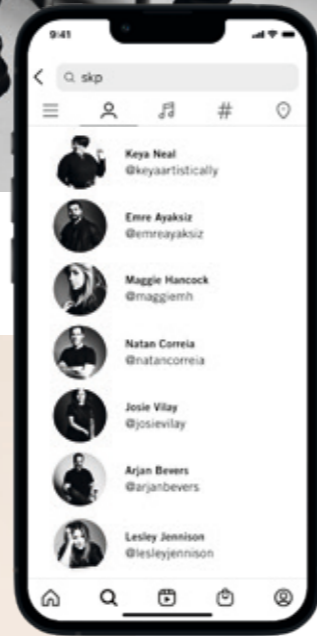 9:41
skp
#
Keya Neal
@keyaartistically
Emre Ayaksiz
@emreayaksiz
Maggie Hancock
@maggiemh
Natan Correia
@natancorreia
Josie Vilay
@josievilay
Arjan Bevers
@arjanbevers
Lesley Jennison
@lesleyjennison